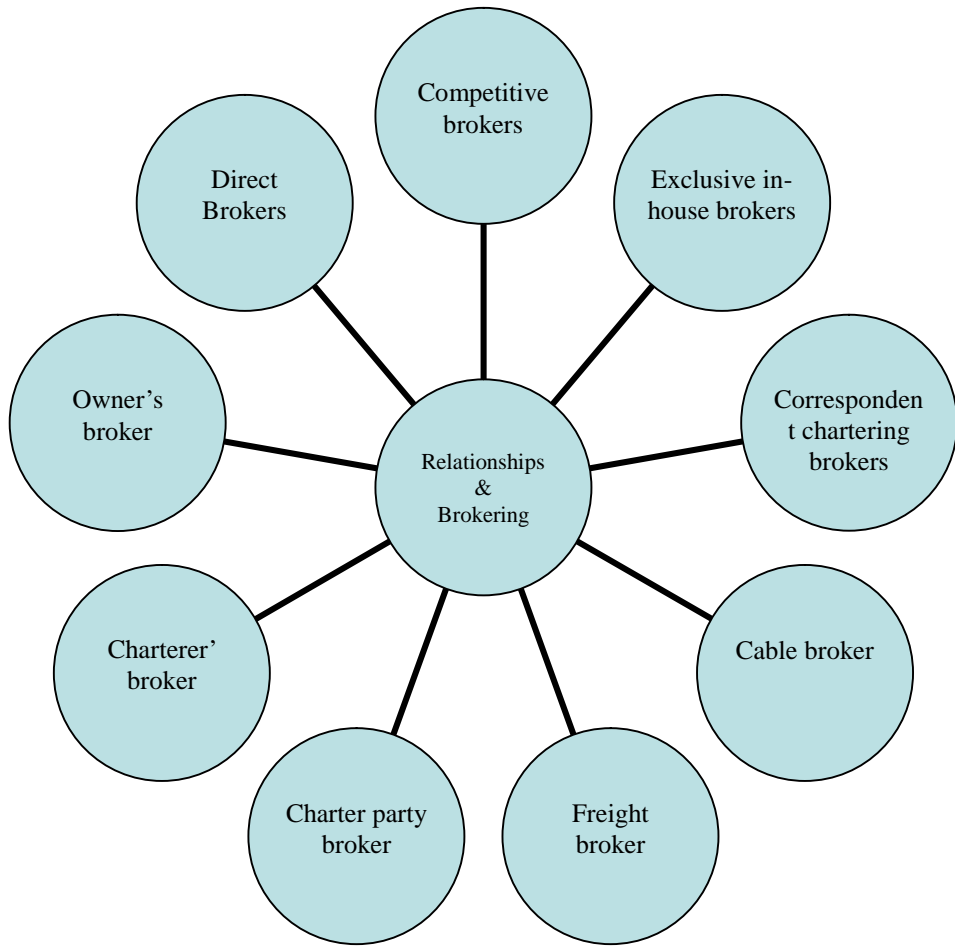 Competitive
brokers
Direct
Brokers
Exclusive in-
house brokers
Owner’s
broker
Corresponden
t chartering
brokers
Relationships
&
Brokering
Charterer’
broker
Cable broker
Charter party
broker
Freight
broker